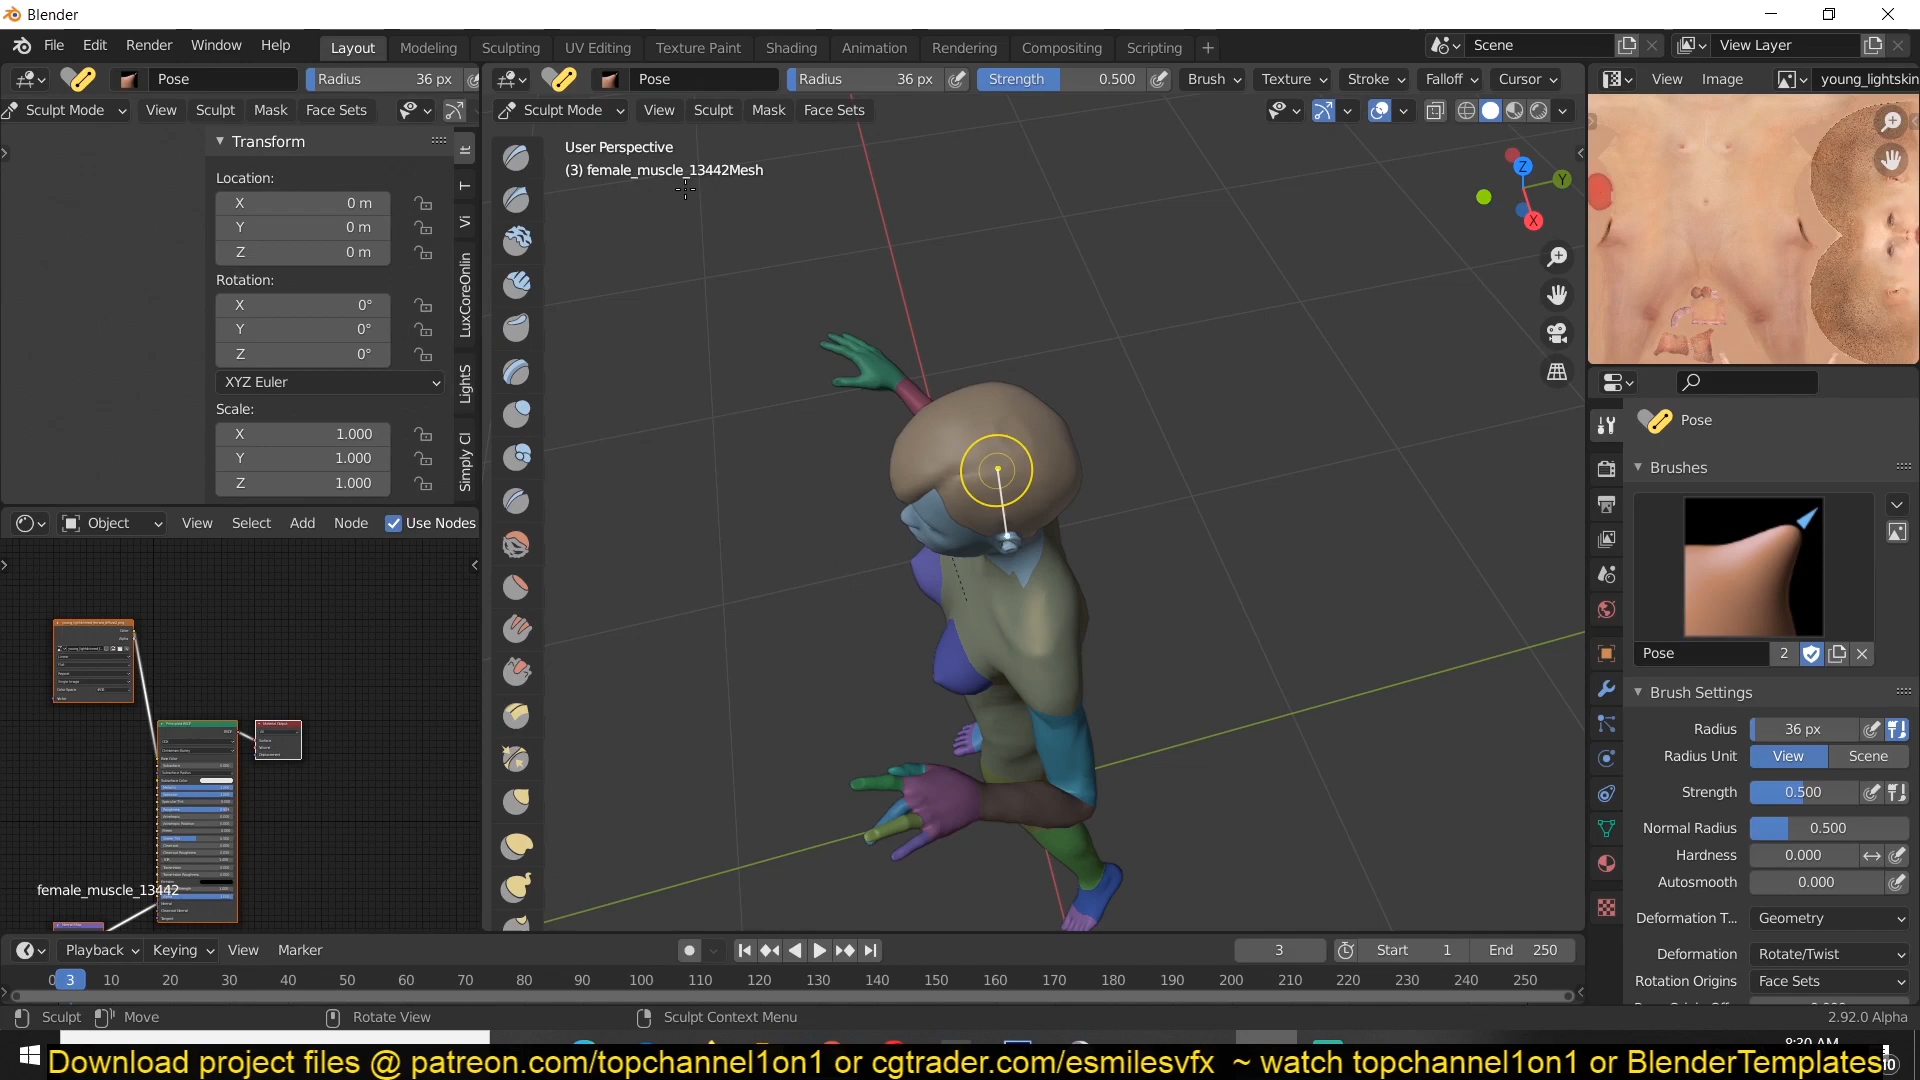 Blender
File Edit Render Window Help Layout Modeling Sculpting UV Editing Texture Paint Shading Animation Rendering Compositing Scripting + Scene View Layer
Pose Radius 36 px Pose Radius 36 px Strength 0.500 Brush Texture Stroke Falloff Cursor View Image young_lightskin
Sculpt Mode View Sculpt Mask Face Sets Sculpt Mode View Sculpt Mask Face Sets
Transform
Location:
X 0 m
Y 0 m
Z 0 m
Rotation:
X 0°
Y 0°
Z 0°
XYZ Euler
Scale:
X 1.000
Y 1.000
Z 1.000
It
T
Vi
LuxCoreOnlin
LightS
Simply Cl
User Perspective
(3) female_muscle_13442Mesh
Z
Y
X
Pose
Brushes
Pose 2
Brush Settings
Radius 36 px
Radius Unit View Scene
Strength 0.500
Normal Radius 0.500
Hardness 0.000
Autosmooth 0.000
Deformation T... Geometry
Deformation Rotate/Twist
Rotation Origins Face Sets
Object View Select Add Node Use Nodes
female_muscle_13442
Playback Keying View Marker 3 Start 1 End 250
0 3 10 20 30 40 50 60 70 80 90 100 110 120 130 140 150 160 170 180 190 200 210 220 230 240 250
Sculpt Move Rotate View Sculpt Context Menu 2.92.0 Alpha
8:30 AM
Download project files @ patreon.com/topchannel1on1 or cgtrader.com/esmilesvfx ~ watch topchannel1on1 or BlenderTemplates